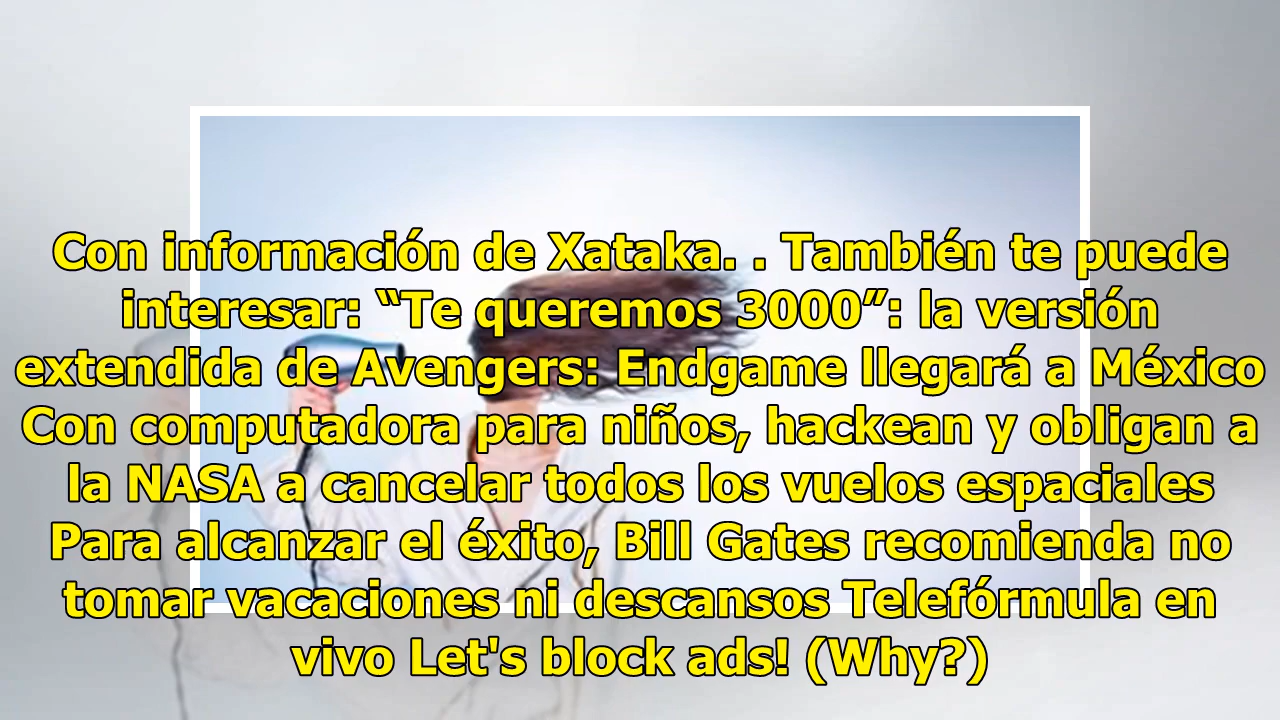 Con información de Xataka. . También te puede
interesar: “Te queremos 3000”: la versión
extendida de Avengers: Endgame llegará a México
Con computadora para niños, hackean y obligan a
la NASA a cancelar todos los vuelos espaciales
Para alcanzar el éxito, Bill Gates recomienda no
tomar vacaciones ni descansos Telefórmula en
vivo Let's block ads! (Why?)